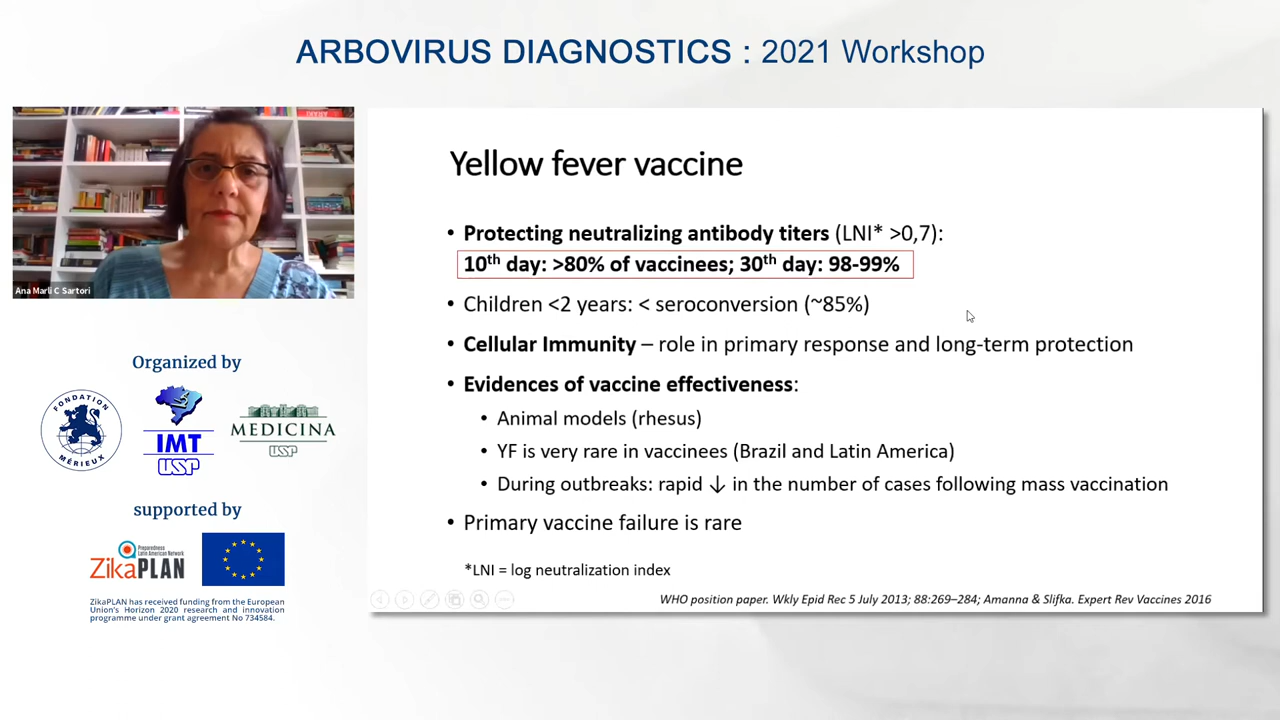 ARBOVIRUS DIAGNOSTICS : 2021 Workshop
Ana Marli C Sartori
Organized by
FONDATION
MÉRIEUX
IMT
USP
MEDICINA
USP
supported by
Preparedness
Latin American Network
ZikaPLAN
ZikaPLAN has received funding from the European
Union's Horizon 2020 research and innovation
programme under grant agreement No 734584.
Yellow fever vaccine
• Protecting neutralizing antibody titers (LNI* >0,7):
10th day: >80% of vaccinees; 30th day: 98-99%
• Children <2 years: < seroconversion (~85%)
• Cellular Immunity – role in primary response and long-term protection
• Evidences of vaccine effectiveness:
• Animal models (rhesus)
• YF is very rare in vaccinees (Brazil and Latin America)
• During outbreaks: rapid ↓ in the number of cases following mass vaccination
• Primary vaccine failure is rare
*LNI = log neutralization index
WHO position paper. Wkly Epid Rec 5 July 2013; 88:269–284; Amanna & Slifka. Expert Rev Vaccines 2016